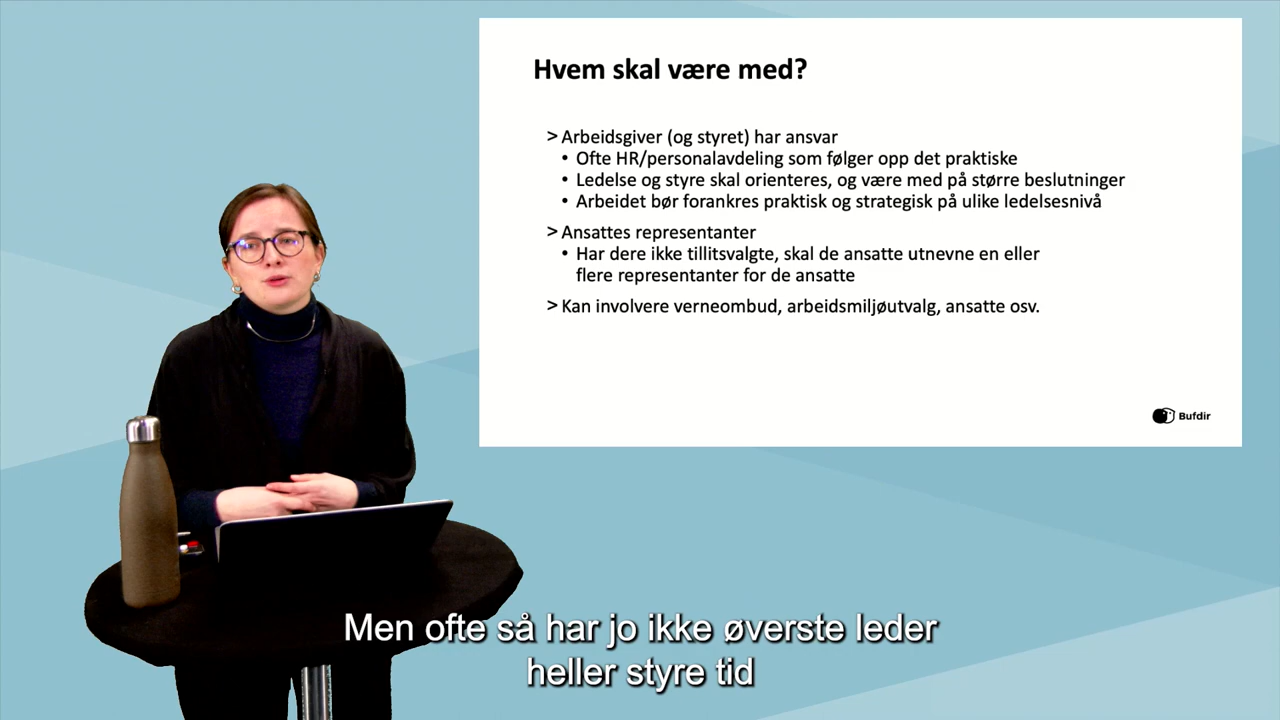 Hvem skal være med?
> Arbeidsgiver (og styret) har ansvar
• Ofte HR/personalavdeling som følger opp det praktiske
• Ledelse og styre skal orienteres, og være med på større beslutninger
• Arbeidet bør forankres praktisk og strategisk på ulike ledelsesnivå
> Ansattes representanter
• Har dere ikke tillitsvalgte, skal de ansatte utnevne en eller
flere representanter for de ansatte
> Kan involvere verneombud, arbeidsmiljøutvalg, ansatte osv.
Bufdir
Men ofte så har jo ikke øverste leder
heller styre tid